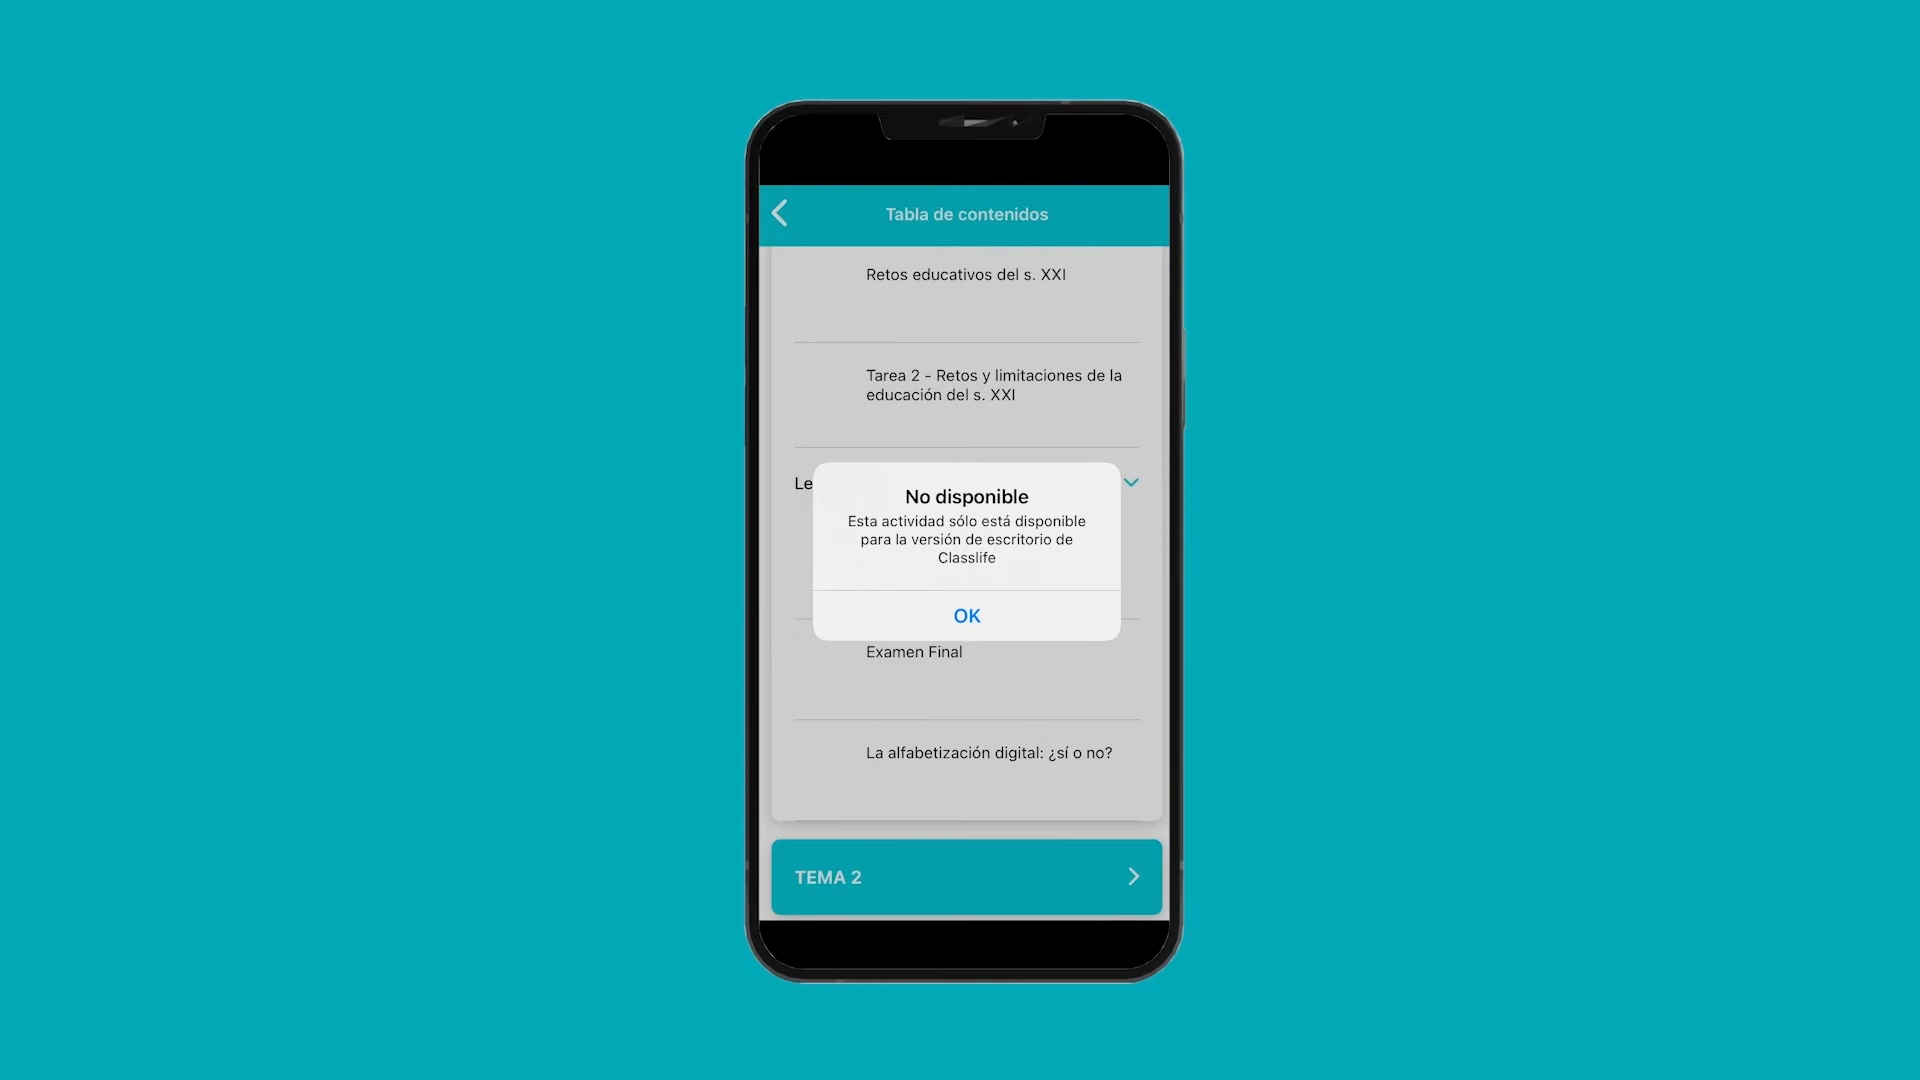 Tabla de contenidos
Retos educativos del s. XXI
Tarea 2 - Retos y limitaciones de la
educación del s. XXI
Le
No disponible
Esta actividad sólo está disponible
para la versión de escritorio de
Classlife
OK
Examen Final
La alfabetización digital: ¿sí o no?
TEMA 2